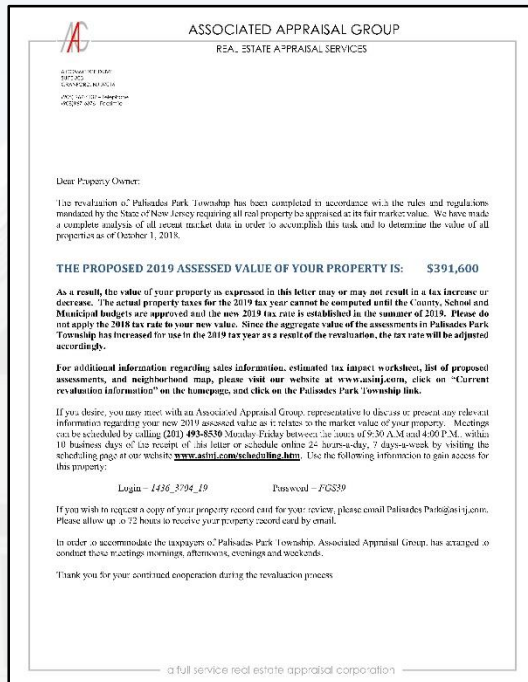 ASSOCIATED APPRAISAL GROUP
REAL ESTATE APPRAISAL SERVICES
Dear Property Owner:
The revaluation of Palisades Park Township has been completed in accordance with the rules and regulations
mandated by the State of New Jersey requiring all real property be appraised at its fair market value. We have made
a complete analysis of all recent market data in order to accomplish this task and to determine the value of all
properties as of October 1, 2018.
THE PROPOSED 2019 ASSESSED VALUE OF YOUR PROPERTY IS: $391,600
As a result, the value of your property as expressed in this letter may or may not result in a tax increase or
decrease. The actual property taxes for the 2019 tax year cannot be computed until the County, School and
Municipal budgets are approved and the new 2019 tax rate is established in the summer of 2019. Please do
not apply the 2018 tax rate to your new value. Since the aggregate value of the assessments in Palisades Park
Township has increased for use in the 2019 tax year as a result of the revaluation, the tax rate will be adjusted
accordingly.
For additional information regarding sales information, estimated tax impact worksheet, list of proposed
assessments, and neighborhood map, please visit our website at www.asinj.com, click on "Current
revaluation information" on the homepage, and click on the Palisades Park Township link.
If you desire, you may meet with an Associated Appraisal Group, representative to discuss or present any relevant
information regarding your new 2019 assessed value as it relates to the market value of your property. Meetings
can be scheduled by calling (201) 493-8530 Monday-Friday between the hours of 9:30 A.M and 4:00 P.M., within
10 business days of the receipt of this letter or schedule online 24 hours-a-day, 7 days-a-week by visiting the
scheduling page at our website www.asinj.com/scheduling.htm. Use the following information to gain access for
this property:
Login – 1436_3704_19 Password – FGS39
If you wish to request a copy of your property record card for your review, please email Palisades Park@asinj.com.
Please allow up to 72 hours to receive your property record card by email.
In order to accommodate the taxpayers of Palisades Park Township, Associated Appraisal Group, has arranged to
conduct these meetings mornings, afternoons, evenings and weekends.
Thank you for your continued cooperation during the revaluation process
a full service real estate appraisal corporation